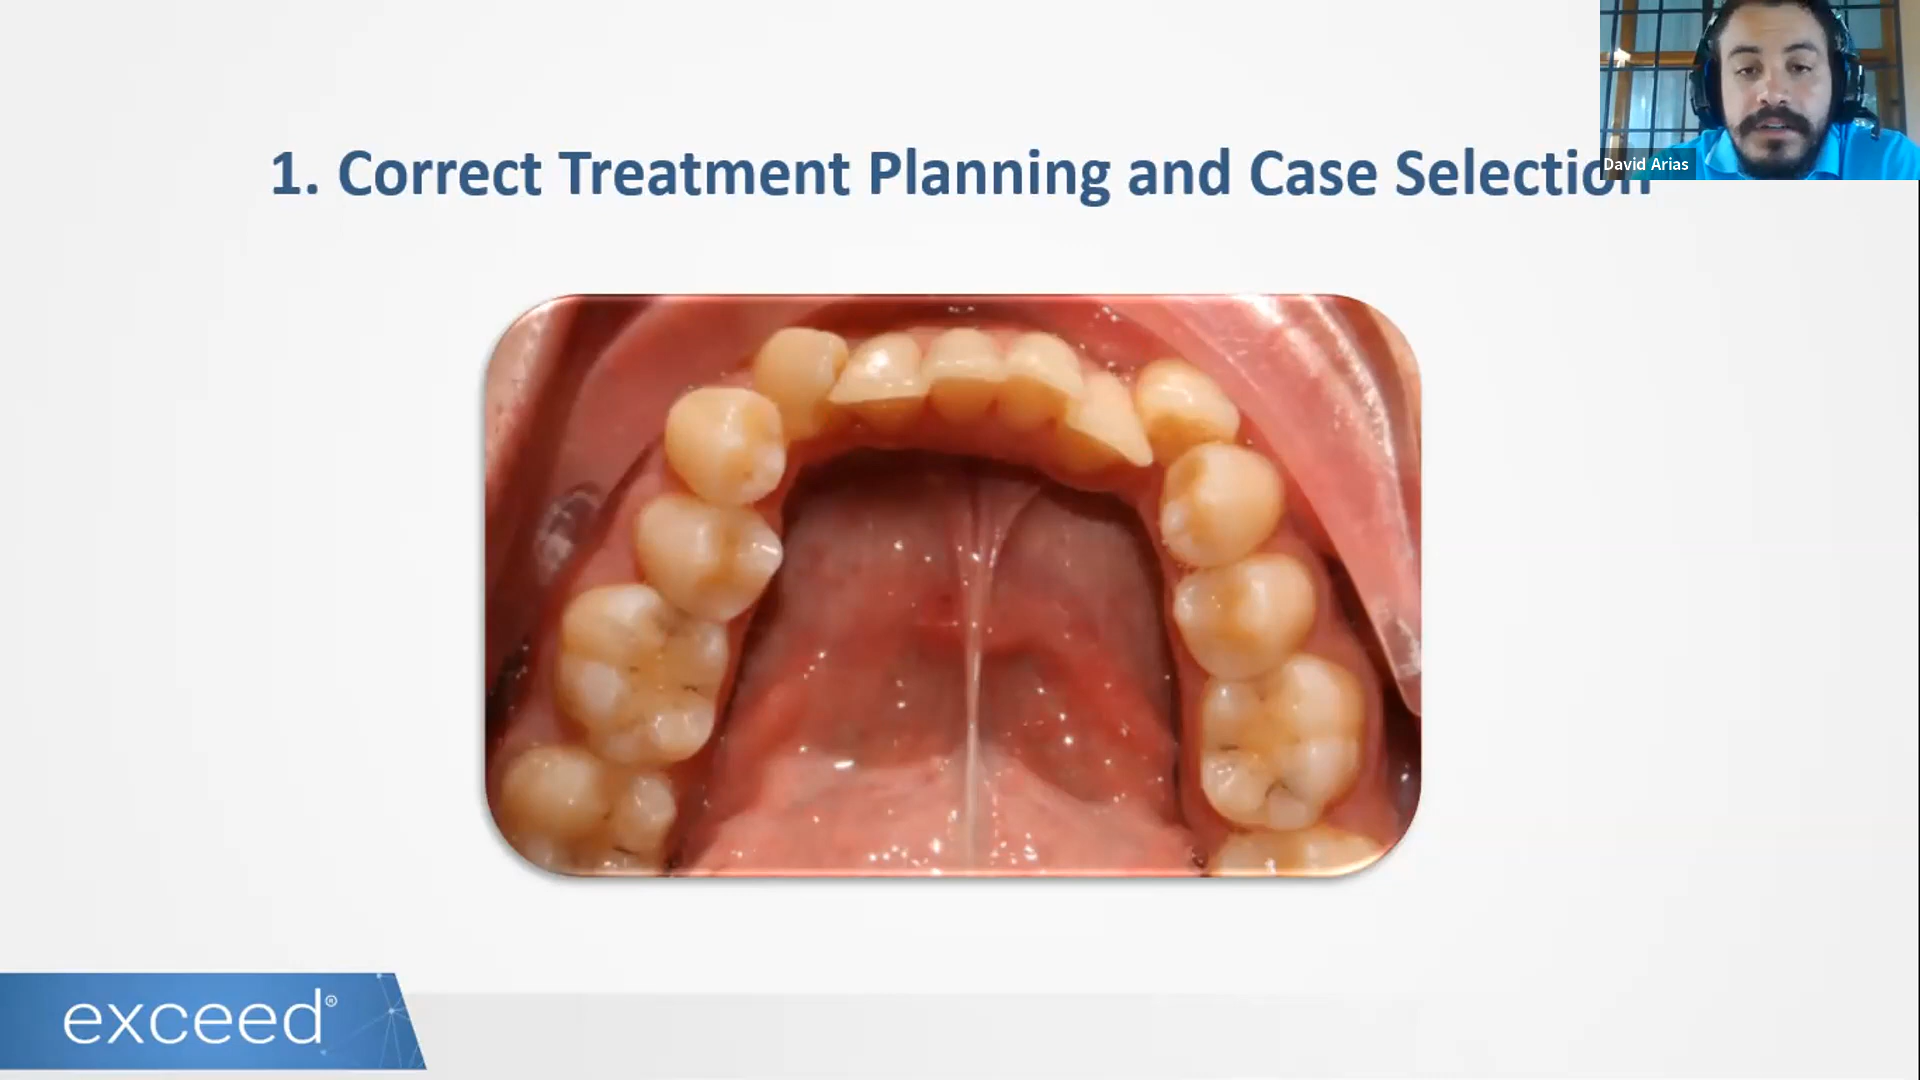 1. Correct Treatment Planning and Case Selection
David Arias
exceed®